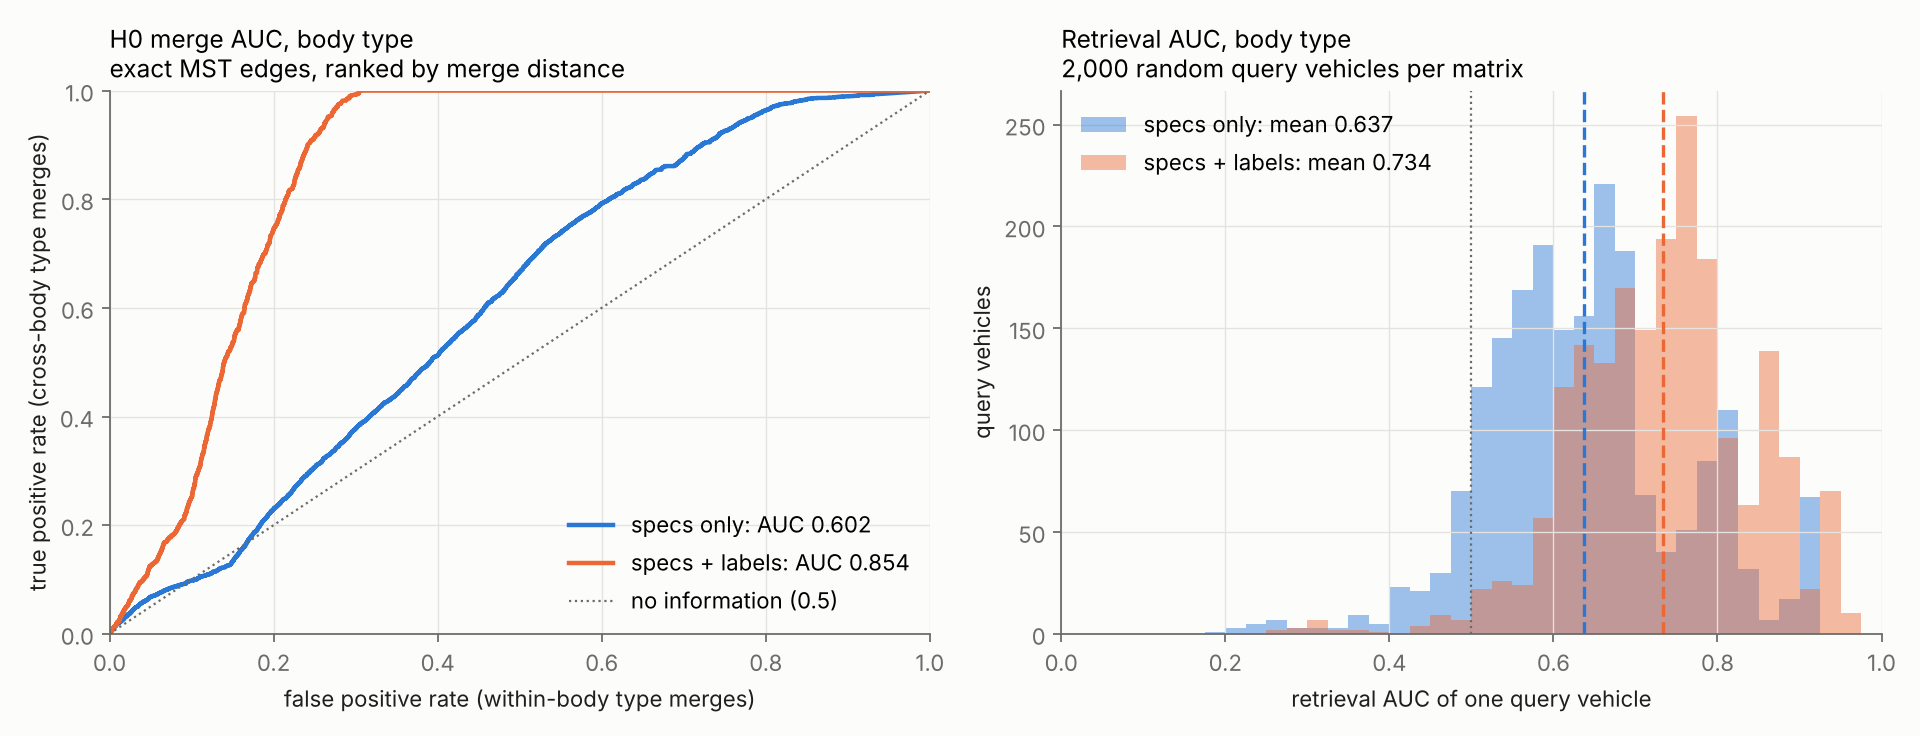 H0 merge AUC, body type
exact MST edges, ranked by merge distance
true positive rate (cross-body type merges)
1.0
0.8
0.6
0.4
0.2
0.0
specs only: AUC 0.602
specs + labels: AUC 0.854
no information (0.5)
0.0 0.2 0.4 0.6 0.8 1.0
false positive rate (within-body type merges)
Retrieval AUC, body type
2,000 random query vehicles per matrix
query vehicles
250
200
150
100
50
0
specs only: mean 0.637
specs + labels: mean 0.734
0.0 0.2 0.4 0.6 0.8 1.0
retrieval AUC of one query vehicle